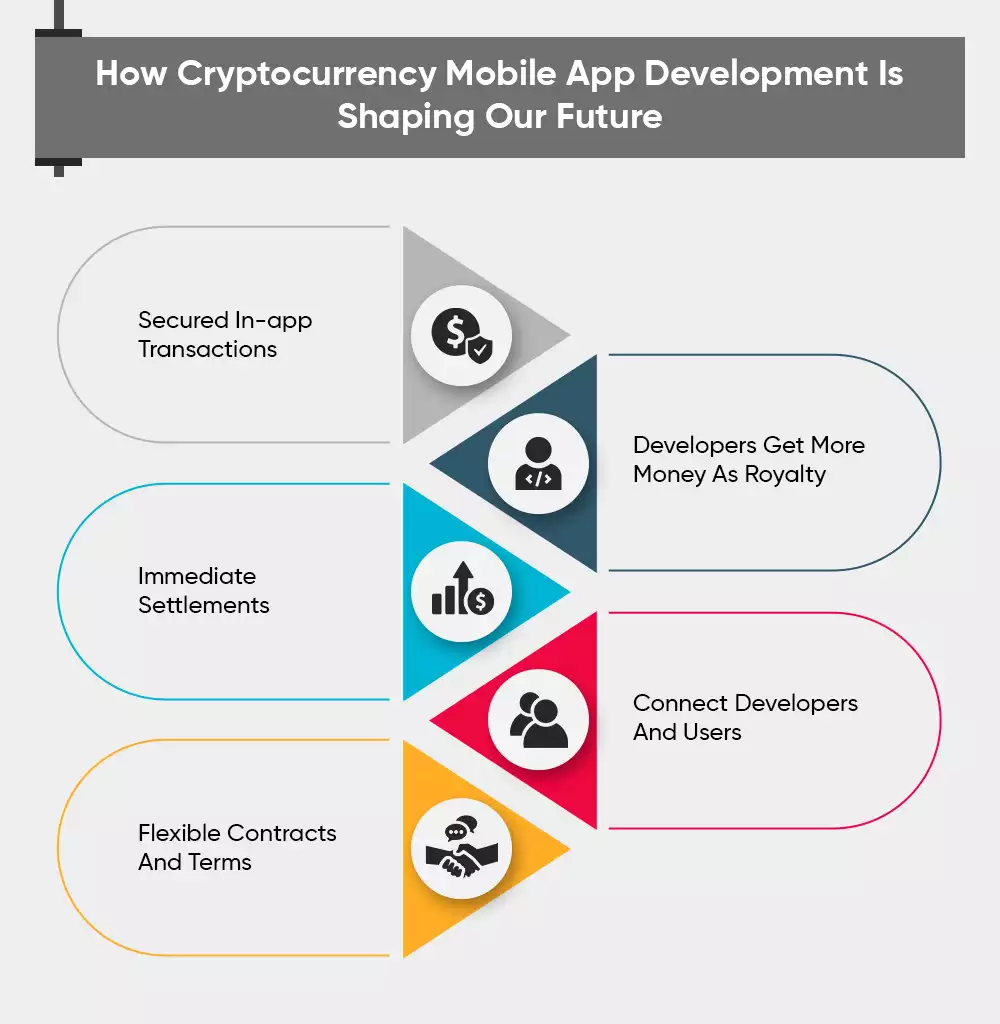 How Cryptocurrency Mobile App Development Is
Shaping Our Future
Secured In-app
Transactions
Developers Get More
Money As Royalty
Immediate
Settlements
Connect Developers
And Users
Flexible Contracts
And Terms